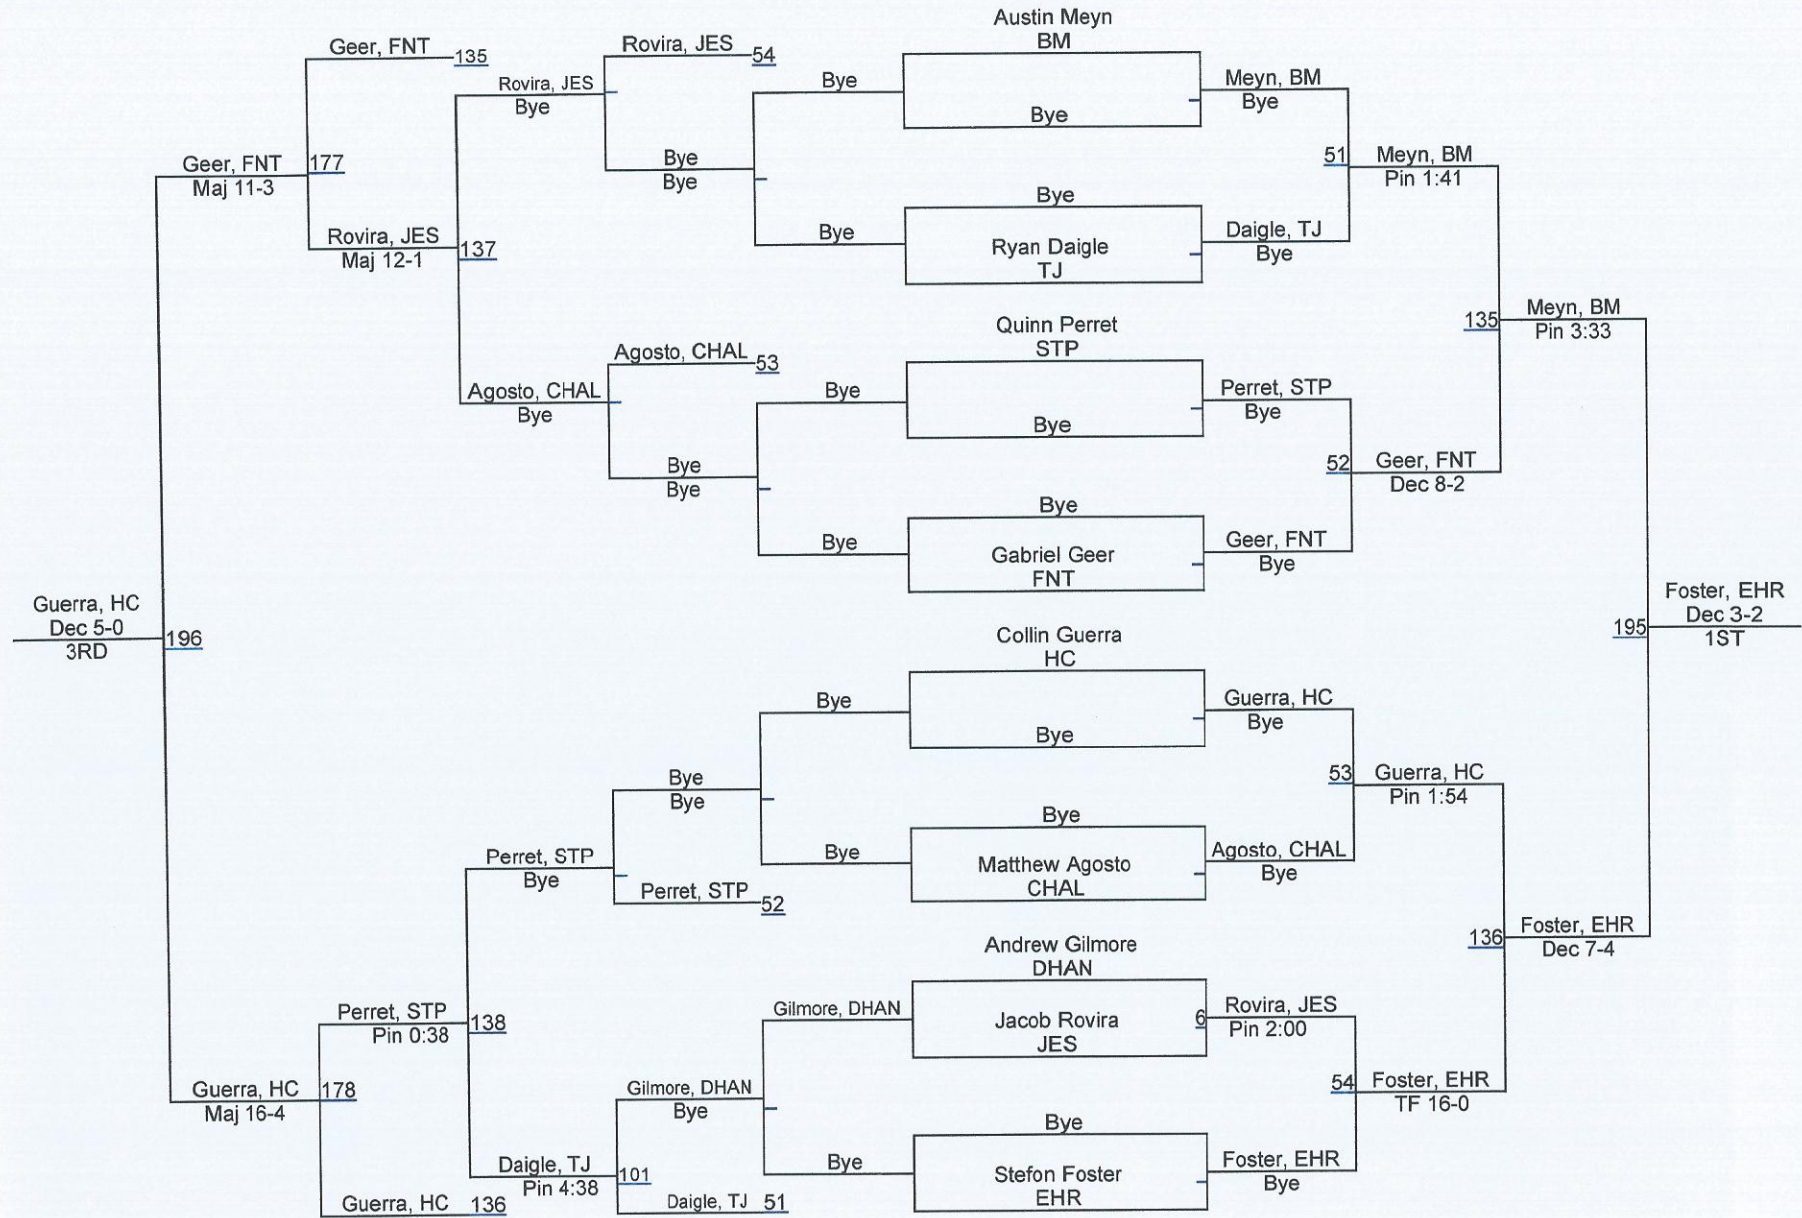 Austin Meyn
BM
Geer, FNT
135
Rovira, JES
54
Rovira, JES
Bye
Bye
Bye
Meyn, BM
Bye
Geer, FNT
177
Maj 11-3
Bye
Bye
51
Meyn, BM
Pin 1:41
Bye
Bye
Ryan Daigle
TJ
Daigle, TJ
Bye
Rovira, JES
137
Maj 12-1
Quinn Perret
STP
135
Meyn, BM
Pin 3:33
Agosto, CHAL
53
Agosto, CHAL
Bye
Bye
Bye
Perret, STP
Bye
Bye
Bye
52
Geer, FNT
Dec 8-2
Bye
Bye
Gabriel Geer
FNT
Geer, FNT
Bye
Guerra, HC
Dec 5-0
3RD
196
195
Foster, EHR
Dec 3-2
1ST
Collin Guerra
HC
Bye
Bye
Guerra, HC
Bye
Bye
Bye
53
Guerra, HC
Pin 1:54
Perret, STP
Bye
Bye
Bye
Matthew Agosto
CHAL
Agosto, CHAL
Bye
Perret, STP
52
Andrew Gilmore
DHAN
136
Foster, EHR
Dec 7-4
Perret, STP
138
Pin 0:38
Gilmore, DHAN
Jacob Rovira
JES
6
Rovira, JES
Pin 2:00
Guerra, HC
178
Maj 16-4
Gilmore, DHAN
Bye
54
Foster, EHR
TF 16-0
Daigle, TJ
101
Pin 4:38
Bye
Bye
Stefon Foster
EHR
Foster, EHR
Bye
Guerra, HC
136
Daigle, TJ
51